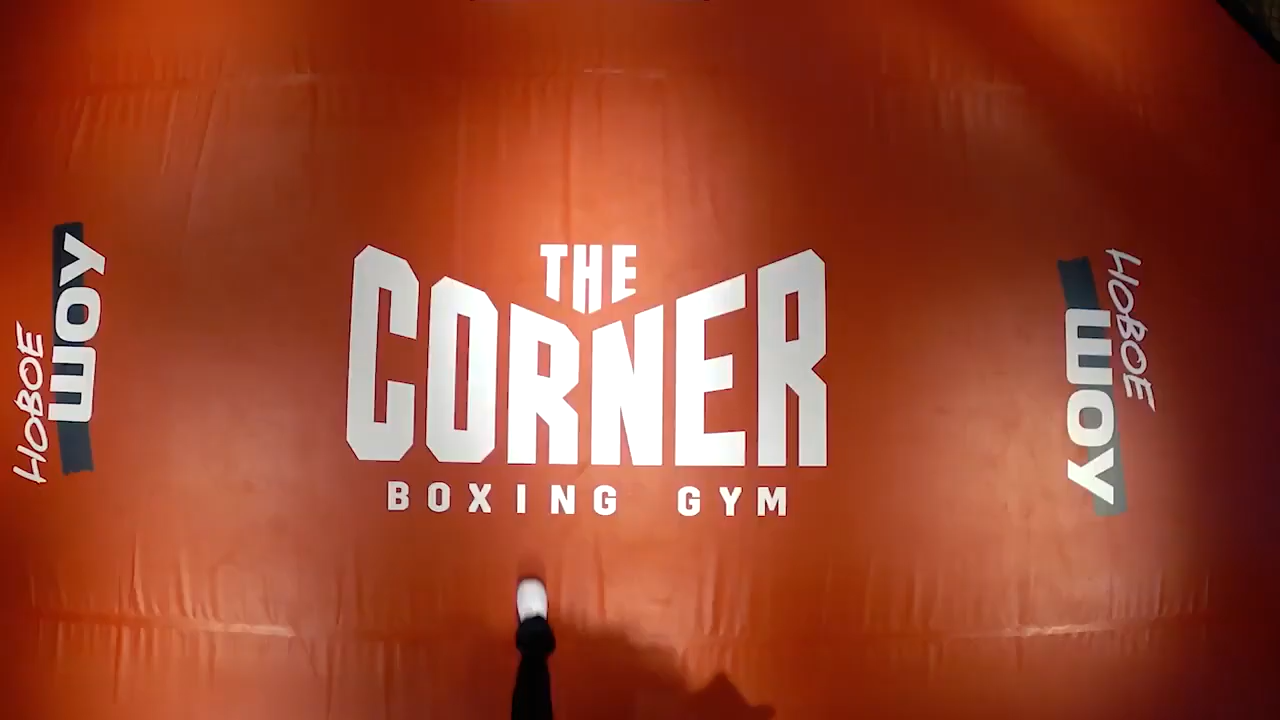 THE
CORNER
BOXING GYM
НОВОЕ
ШОУ
НОВОЕ
ШОУ